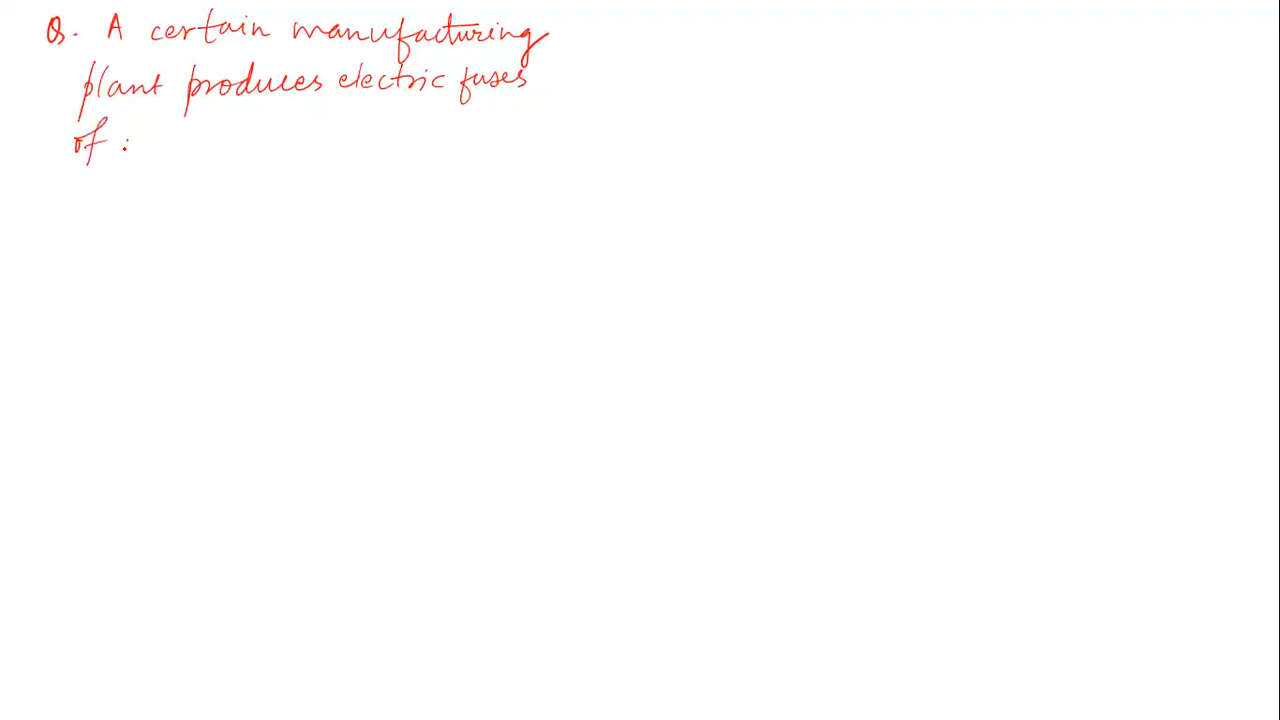 Q. A certain manufacturing
plant produces electric fuses
of :